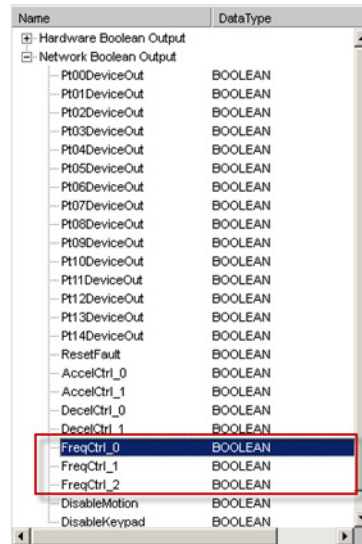 Name DataType
Hardware Boolean Output
Network Boolean Output
Pt00DeviceOut BOOLEAN
Pt01DeviceOut BOOLEAN
Pt02DeviceOut BOOLEAN
Pt03DeviceOut BOOLEAN
Pt04DeviceOut BOOLEAN
Pt05DeviceOut BOOLEAN
Pt06DeviceOut BOOLEAN
Pt07DeviceOut BOOLEAN
Pt08DeviceOut BOOLEAN
Pt09DeviceOut BOOLEAN
Pt10DeviceOut BOOLEAN
Pt11DeviceOut BOOLEAN
Pt12DeviceOut BOOLEAN
Pt13DeviceOut BOOLEAN
Pt14DeviceOut BOOLEAN
ResetFault BOOLEAN
AccelCtrl_0 BOOLEAN
AccelCtrl_1 BOOLEAN
DecelCtrl_0 BOOLEAN
DecelCtrl_1 BOOLEAN
FreqCtrl_0 BOOLEAN
FreqCtrl_1 BOOLEAN
FreqCtrl_2 BOOLEAN
DisableMotion BOOLEAN
DisableKeypad BOOLEAN